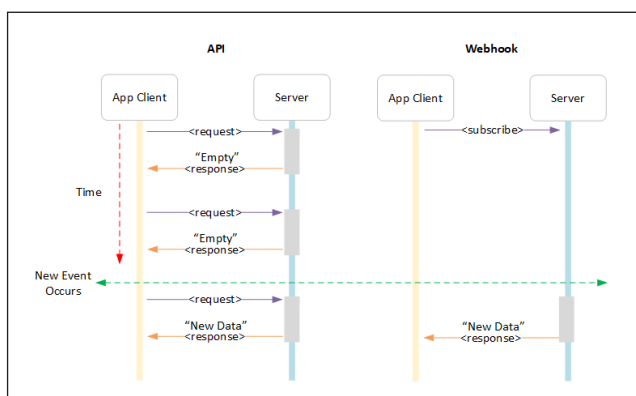 API
Webhook
App Client
Server
App Client
Server
<request>
<subscribe>
"Empty"
<response>
Time
<request>
"Empty"
<response>
New Event
Occurs
<request>
"New Data"
<response>
"New Data"
<response>